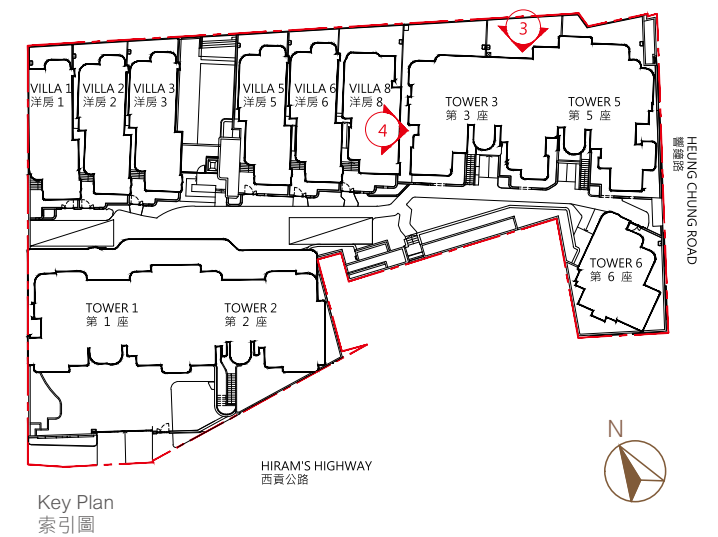 3
VILLA 1
洋房 1
VILLA 2
洋房 2
VILLA 3
洋房 3
VILLA 5
洋房 5
VILLA 6
洋房 6
VILLA 8
洋房 8
4
TOWER 3
第 3 座
TOWER 5
第 5 座
HEUNG CHUNG ROAD
響鐘路
TOWER 6
第 6 座
TOWER 1
第 1 座
TOWER 2
第 2 座
HIRAM'S HIGHWAY
西貢公路
N
Key Plan
索引圖